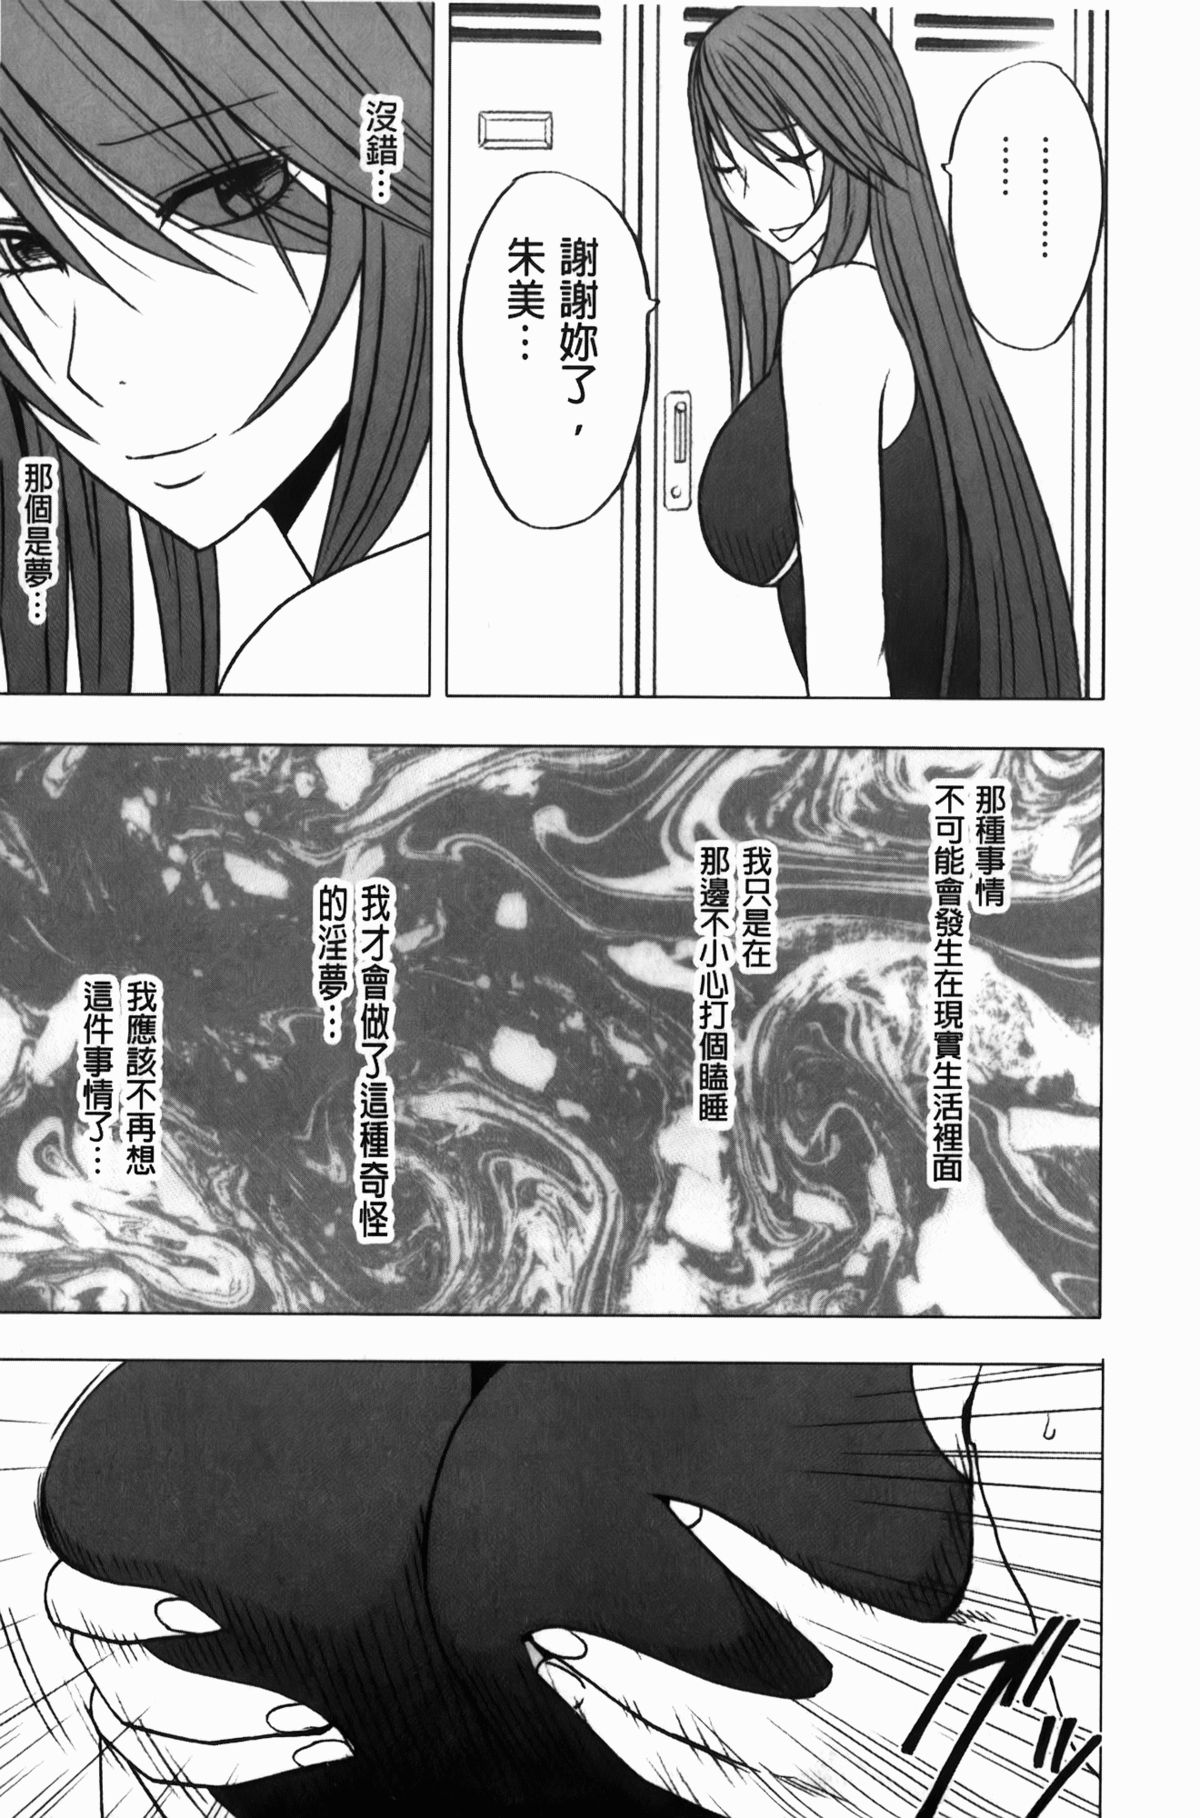 …………
……
謝謝妳了，
朱美…
沒錯…
那個是夢…
那種事情
不可能會發生在現實生活裡面
我只是在
那邊不小心打個瞌睡
我才會做了這種奇怪
的淫夢…
我應該不再想
這件事情了…
グッ